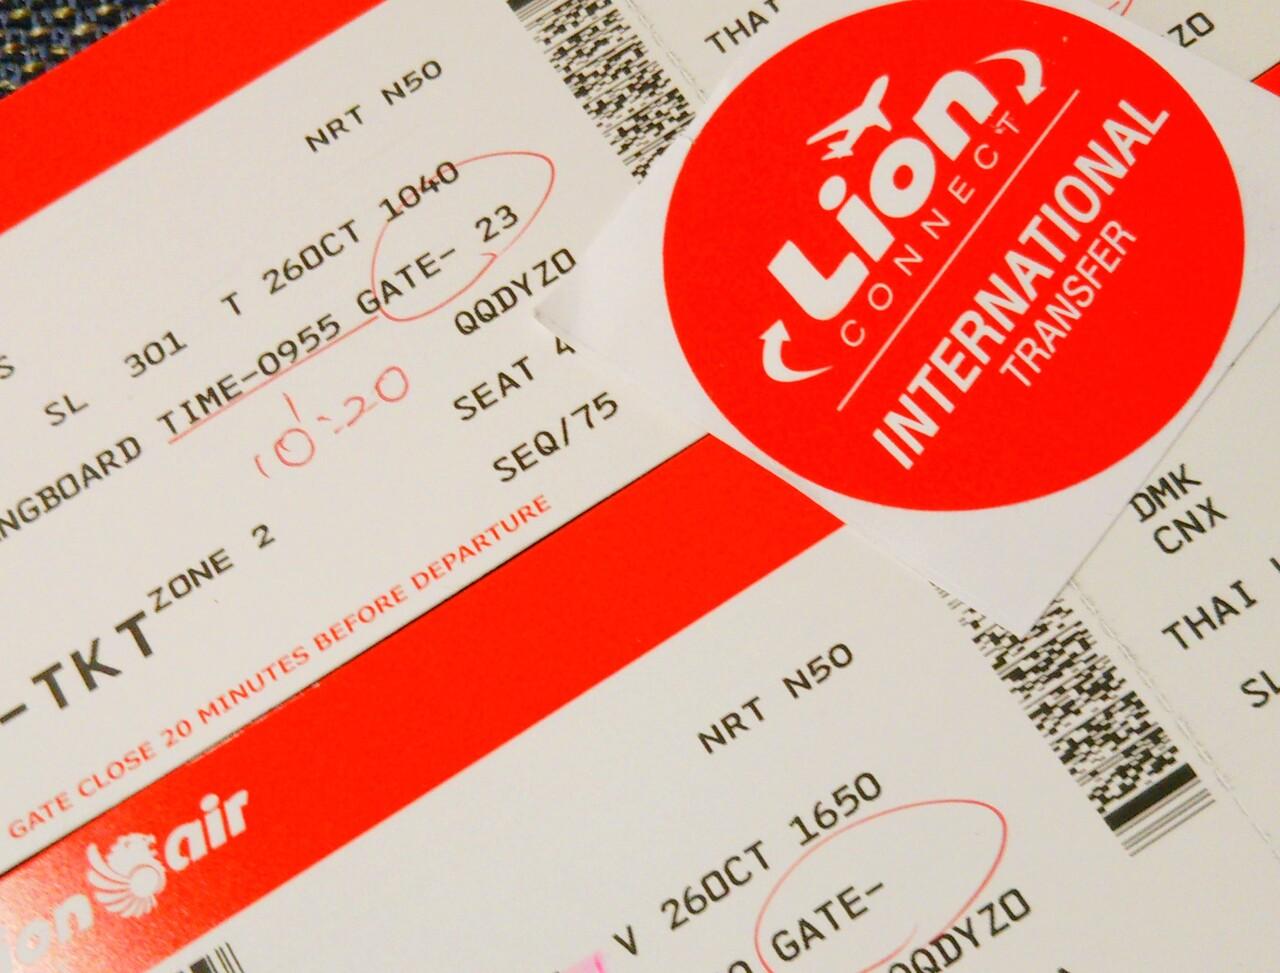 NRT N50
SL 301 T 26OCT 1040
TIME-0955 GATE- 23
10:20
QQDYZO
SEAT 4
SEQ/75
ZONE 2
-TKT
GATE CLOSE 20 MINUTES BEFORE DEPARTURE
Lion
CONNECT
INTERNATIONAL
TRANSFER
DMK
CNX
THAI
SL
air
NRT N50
V 26OCT 1650
GATE-
QQDYZO